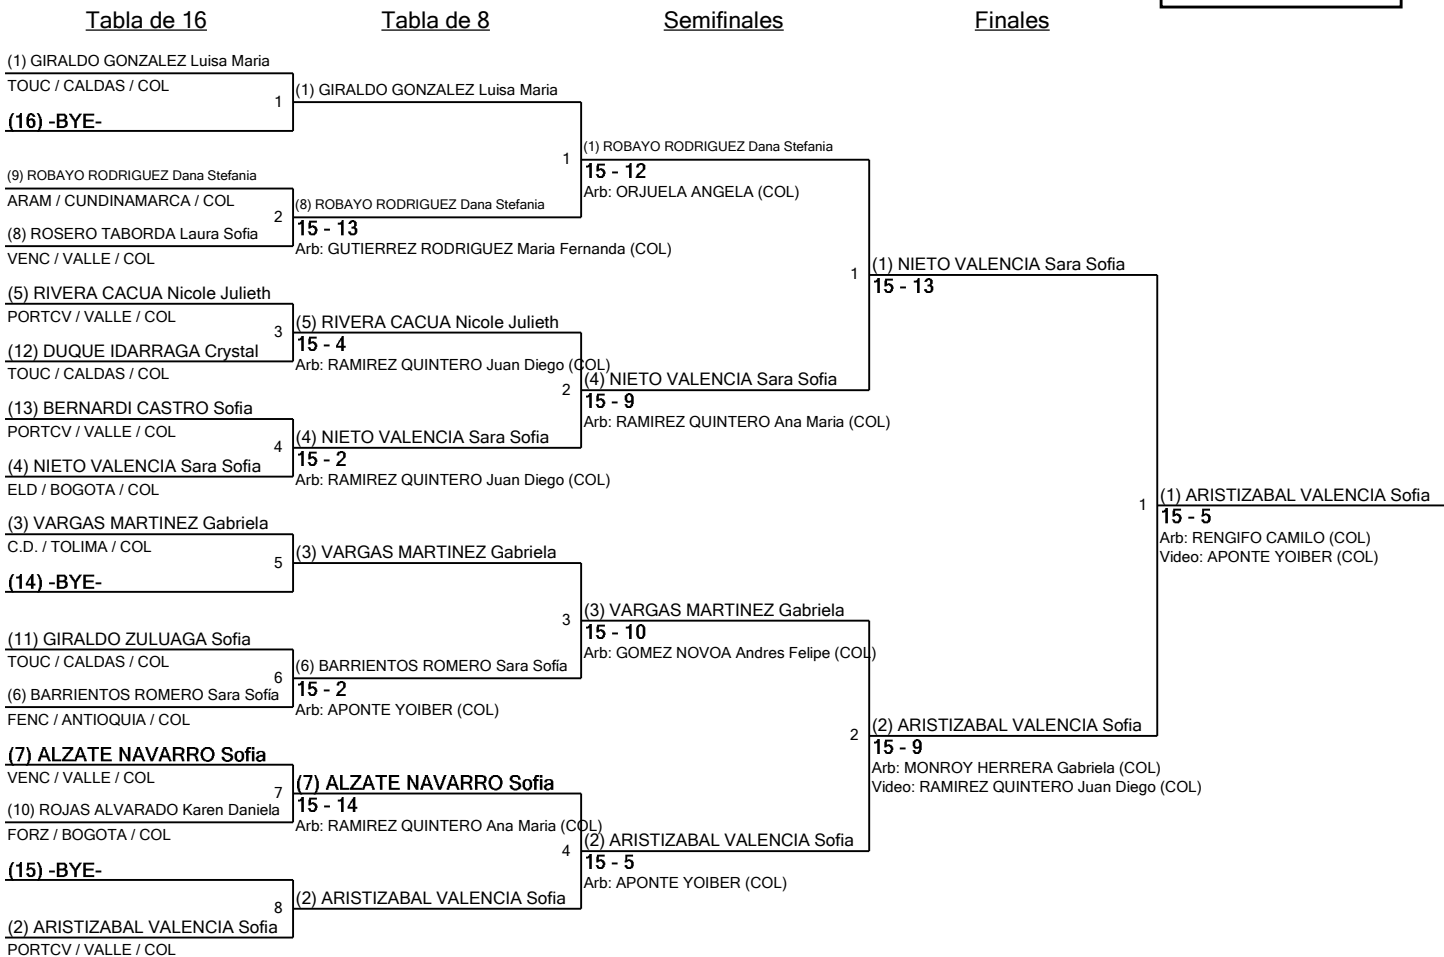 Tabla de 16
Tabla de 8
Semifinales
Finales
(1) GIRALDO GONZALEZ Luisa Maria
TOUC / CALDAS / COL
1
(16) -BYE-
(9) ROBAYO RODRIGUEZ Dana Stefania
ARAM / CUNDINAMARCA / COL
2
(8) ROSERO TABORDA Laura Sofia
VENC / VALLE / COL
(5) RIVERA CACUA Nicole Julieth
PORTCV / VALLE / COL
3
(12) DUQUE IDARRAGA Crystal
TOUC / CALDAS / COL
(13) BERNARDI CASTRO Sofia
PORTCV / VALLE / COL
4
(4) NIETO VALENCIA Sara Sofia
ELD / BOGOTA / COL
(3) VARGAS MARTINEZ Gabriela
C.D. / TOLIMA / COL
5
(14) -BYE-
(11) GIRALDO ZULUAGA Sofia
TOUC / CALDAS / COL
6
(6) BARRIENTOS ROMERO Sara Sofía
FENC / ANTIOQUIA / COL
(7) ALZATE NAVARRO Sofia
VENC / VALLE / COL
7
(10) ROJAS ALVARADO Karen Daniela
FORZ / BOGOTA / COL
(15) -BYE-
8
(2) ARISTIZABAL VALENCIA Sofia
PORTCV / VALLE / COL
(1) GIRALDO GONZALEZ Luisa Maria
1
(8) ROBAYO RODRIGUEZ Dana Stefania
15 - 13
Arb: GUTIERREZ RODRIGUEZ Maria Fernanda (COL)
(5) RIVERA CACUA Nicole Julieth
15 - 4
Arb: RAMIREZ QUINTERO Juan Diego (COL)
2
(4) NIETO VALENCIA Sara Sofia
15 - 2
Arb: RAMIREZ QUINTERO Juan Diego (COL)
(3) VARGAS MARTINEZ Gabriela
3
(6) BARRIENTOS ROMERO Sara Sofía
15 - 2
Arb: APONTE YOIBER (COL)
(7) ALZATE NAVARRO Sofia
15 - 14
Arb: RAMIREZ QUINTERO Ana Maria (COL)
4
(2) ARISTIZABAL VALENCIA Sofia
(1) ROBAYO RODRIGUEZ Dana Stefania
15 - 12
Arb: ORJUELA ANGELA (COL)
1
(4) NIETO VALENCIA Sara Sofia
15 - 9
Arb: RAMIREZ QUINTERO Ana Maria (COL)
(3) VARGAS MARTINEZ Gabriela
15 - 10
Arb: GOMEZ NOVOA Andres Felipe (COL)
2
(2) ARISTIZABAL VALENCIA Sofia
15 - 5
Arb: APONTE YOIBER (COL)
(1) NIETO VALENCIA Sara Sofia
15 - 13
1
(2) ARISTIZABAL VALENCIA Sofia
15 - 9
Arb: MONROY HERRERA Gabriela (COL)
Video: RAMIREZ QUINTERO Juan Diego (COL)
(1) ARISTIZABAL VALENCIA Sofia
15 - 5
Arb: RENGIFO CAMILO (COL)
Video: APONTE YOIBER (COL)